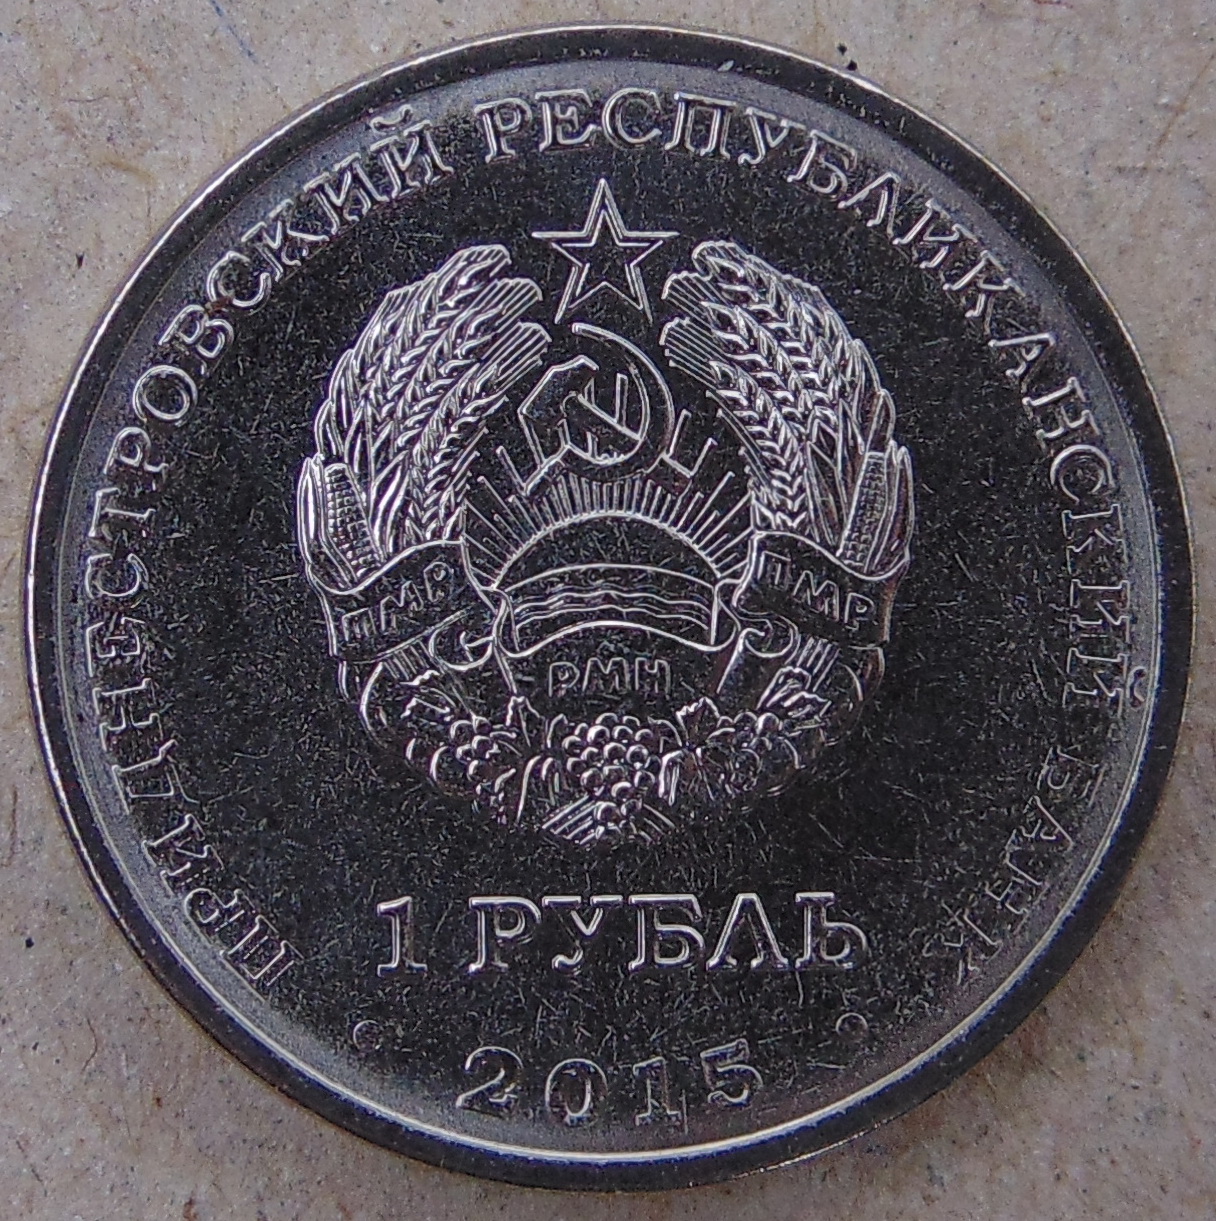 ПРИДНЕСТРОВСКИЙ РЕСПУБЛИКАНСКИЙ БАНК
ПМР
ПМР
РМН
1 РУБЛЬ
2015